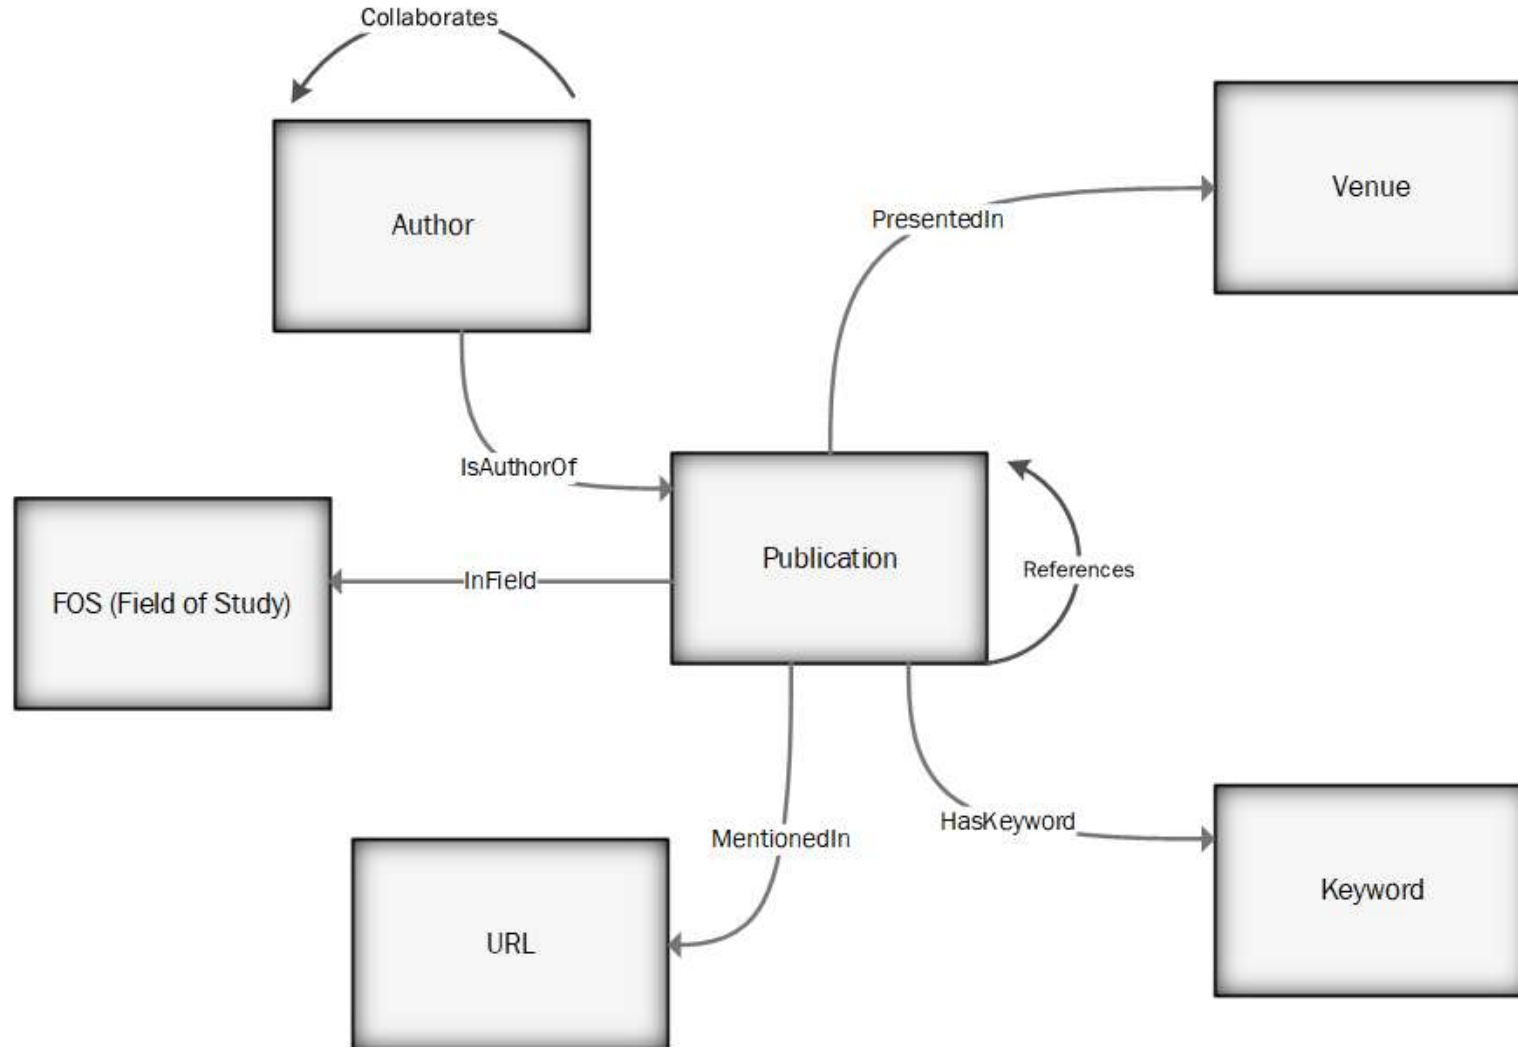 Collaborates
Author
Venue
PresentedIn
IsAuthorOf
Publication
References
FOS (Field of Study)
InField
MentionedIn
HasKeyword
Keyword
URL